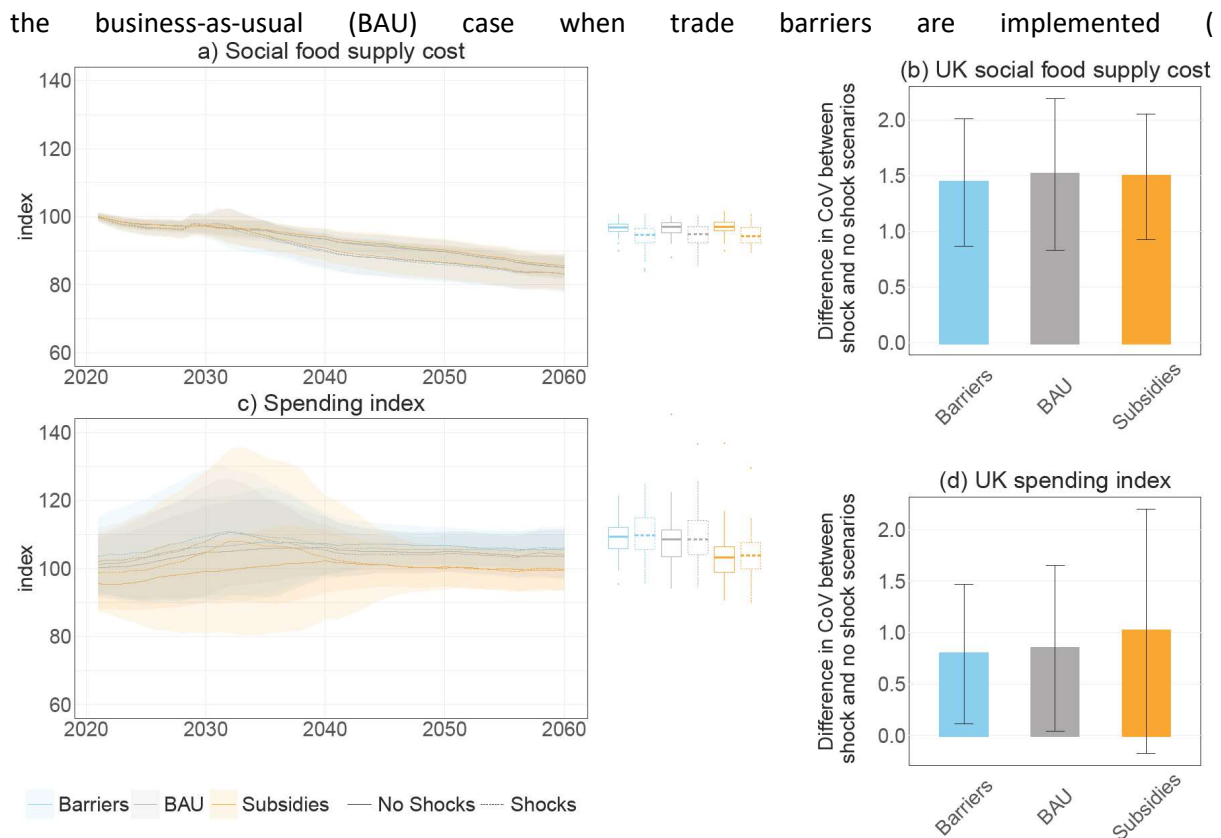 the business-as-usual (BAU) case when trade barriers are implemented (
a) Social food supply cost
140
120
100
80
60
index
2020 2030 2040 2050 2060
(b) UK social food supply cost
Difference in CoV between
shock and no shock scenarios
2.0
1.5
1.0
0.5
0.0
Barriers BAU Subsidies
c) Spending index
140
120
100
80
60
index
2020 2030 2040 2050 2060
(d) UK spending index
Difference in CoV between
shock and no shock scenarios
2.0
1.5
1.0
0.5
0.0
Barriers BAU Subsidies
Barriers BAU Subsidies No Shocks Shocks